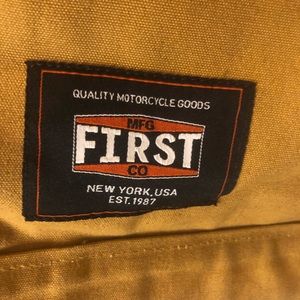 QUALITY MOTORCYCLE GOODS
MFG
FIRST
CO
NEW YORK, USA
EST. 1987